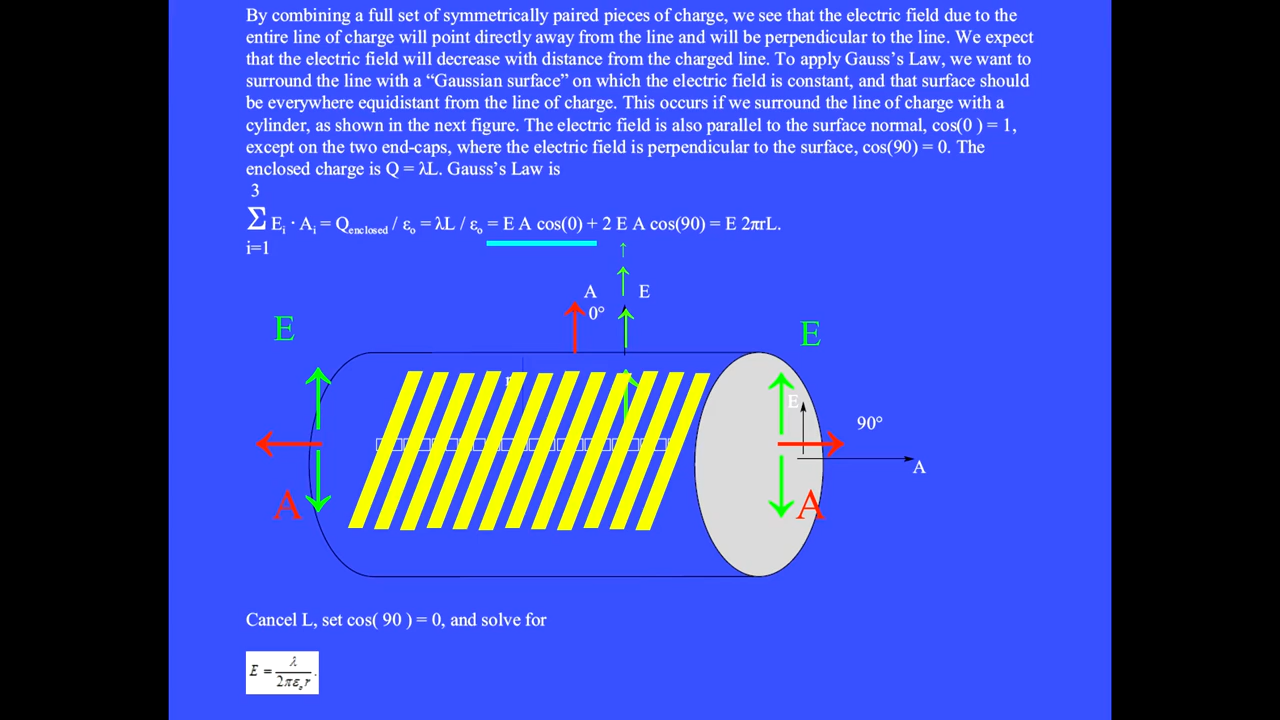 By combining a full set of symmetrically paired pieces of charge, we see that the electric field due to the
entire line of charge will point directly away from the line and will be perpendicular to the line. We expect
that the electric field will decrease with distance from the charged line. To apply Gauss's Law, we want to
surround the line with a “Gaussian surface” on which the electric field is constant, and that surface should
be everywhere equidistant from the line of charge. This occurs if we surround the line of charge with a
cylinder, as shown in the next figure. The electric field is also parallel to the surface normal, cos(0 ) = 1,
except on the two end-caps, where the electric field is perpendicular to the surface, cos(90) = 0. The
enclosed charge is Q = λL. Gauss's Law is
3
Σ Eᵢ · Aᵢ = Qenclosed / εo = λL / εo = E A cos(0) + 2 E A cos(90) = E 2πrL.
i=1
A E
0°
E E
r
E
90°
A
A A
Cancel L, set cos( 90 ) = 0, and solve for
E = λ / 2πεo r.